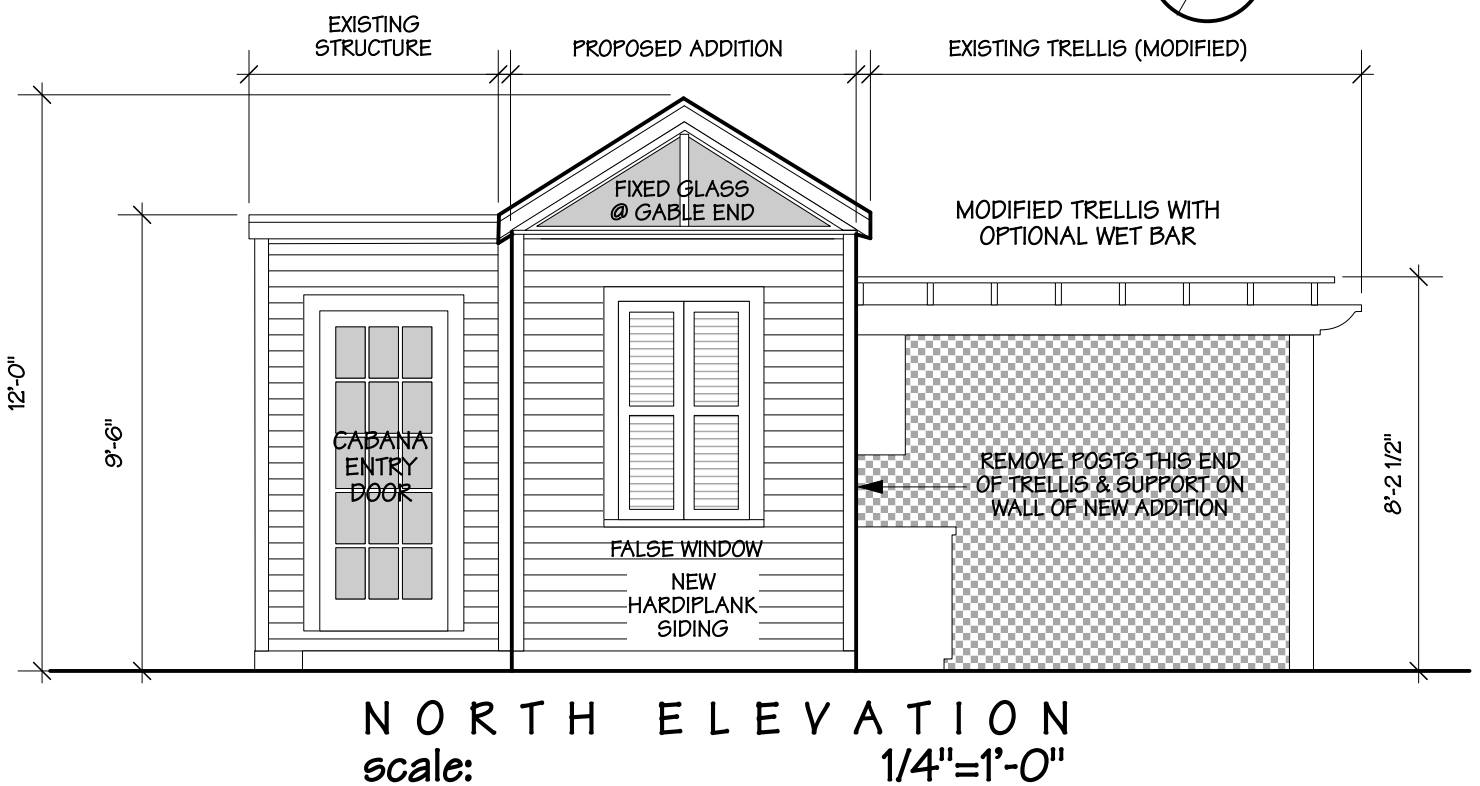 EXISTING
STRUCTURE
PROPOSED ADDITION
EXISTING TRELLIS (MODIFIED)
FIXED GLASS
@ GABLE END
MODIFIED TRELLIS WITH
OPTIONAL WET BAR
12'-0"
9'-6"
8'-2 1/2"
CABANA
ENTRY
DOOR
REMOVE POSTS THIS END
OF TRELLIS & SUPPORT ON
WALL OF NEW ADDITION
FALSE WINDOW
NEW
HARDIPLANK
SIDING
NORTH ELEVATION
scale: 1/4"=1'-0"